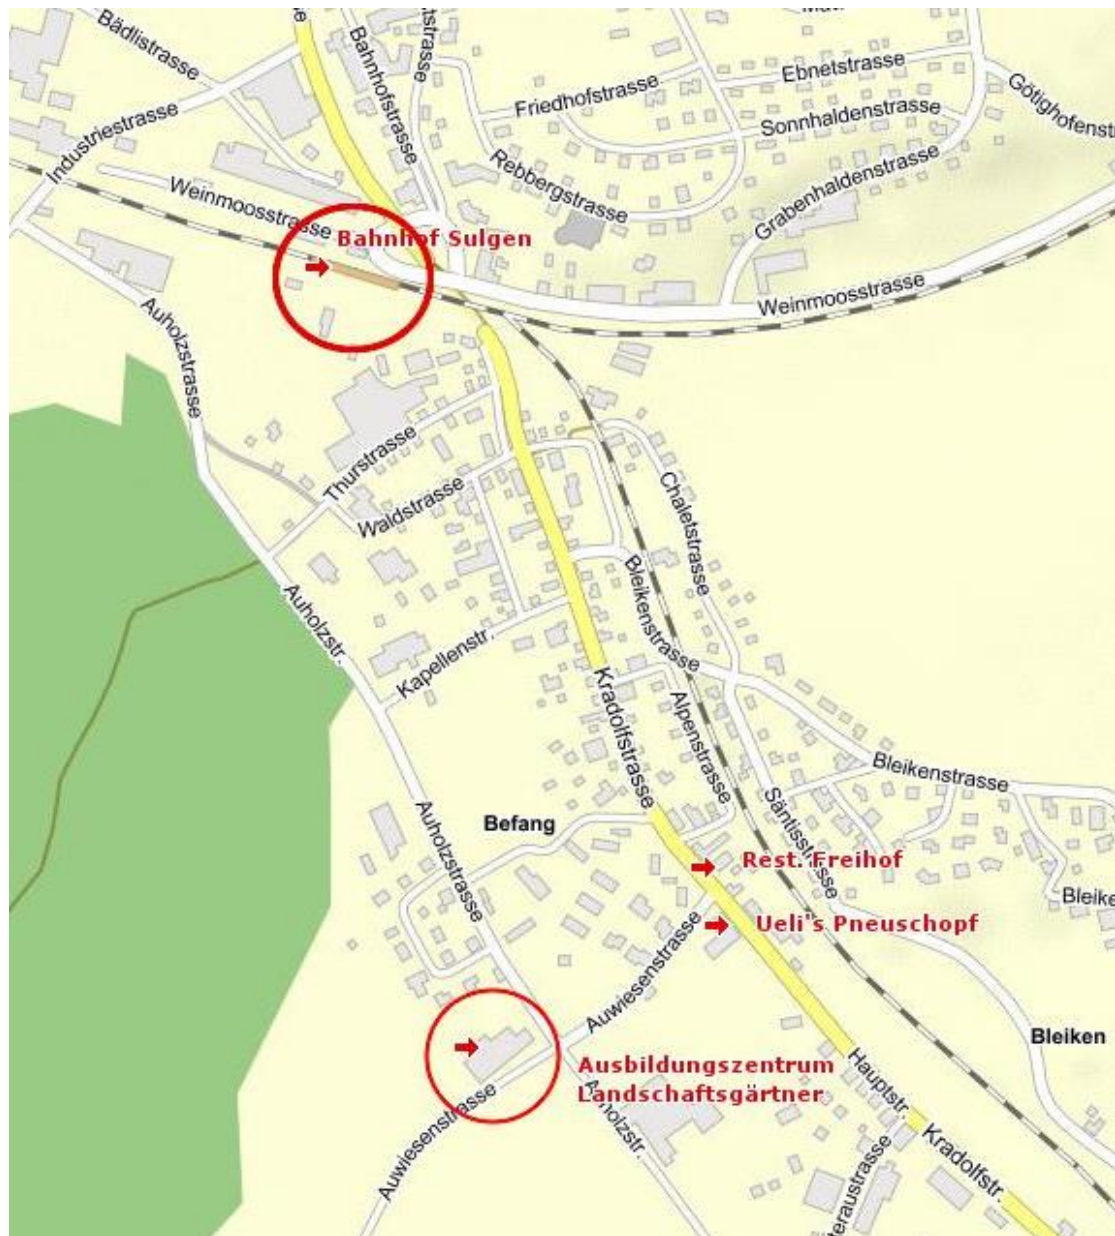 Bädlistrasse
Bahnhofstrasse
Friedhofstrasse
Ebnetstrasse
Sonnhaldenstrasse
Industriestrasse
Rebbergstrasse
Grabenhaldenstrasse
Weinmoosstrasse
Bahnhof Sulgen
Weinmoosstrasse
Auholzstrasse
Thurstrasse
Waldstrasse
Chaletstrasse
Bleikenstrasse
Auholzstr.
Kapellenstr.
Kradolfstrasse
Alpenstrasse
Bleikenstrasse
Säntisstrasse
Auholzstrasse
Befang
Rest. Freihof
Ueli"s Pneuschopf
Auwiesenstrasse
Bleiken
Ausbildungszentrum
Landschaftsgärtner
Auwiesenstrasse
Auholzstr.
Hauptstr.
Kradolfstr.